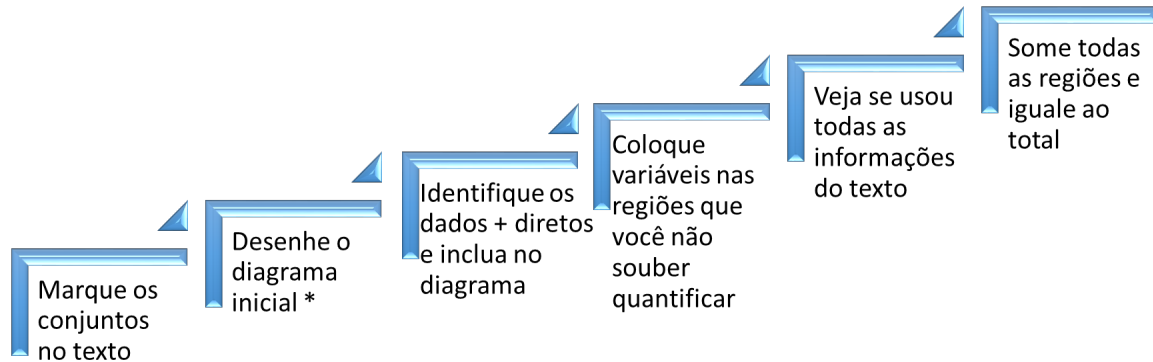 Marque os
conjuntos
no texto
Desenhe o
diagrama
inicial *
Identifique os
dados + diretos
e inclua no
diagrama
Coloque
variáveis nas
regiões que
você não
souber
quantificar
Veja se usou
todas as
informações
do texto
Some todas
as regiões e
iguale ao
total